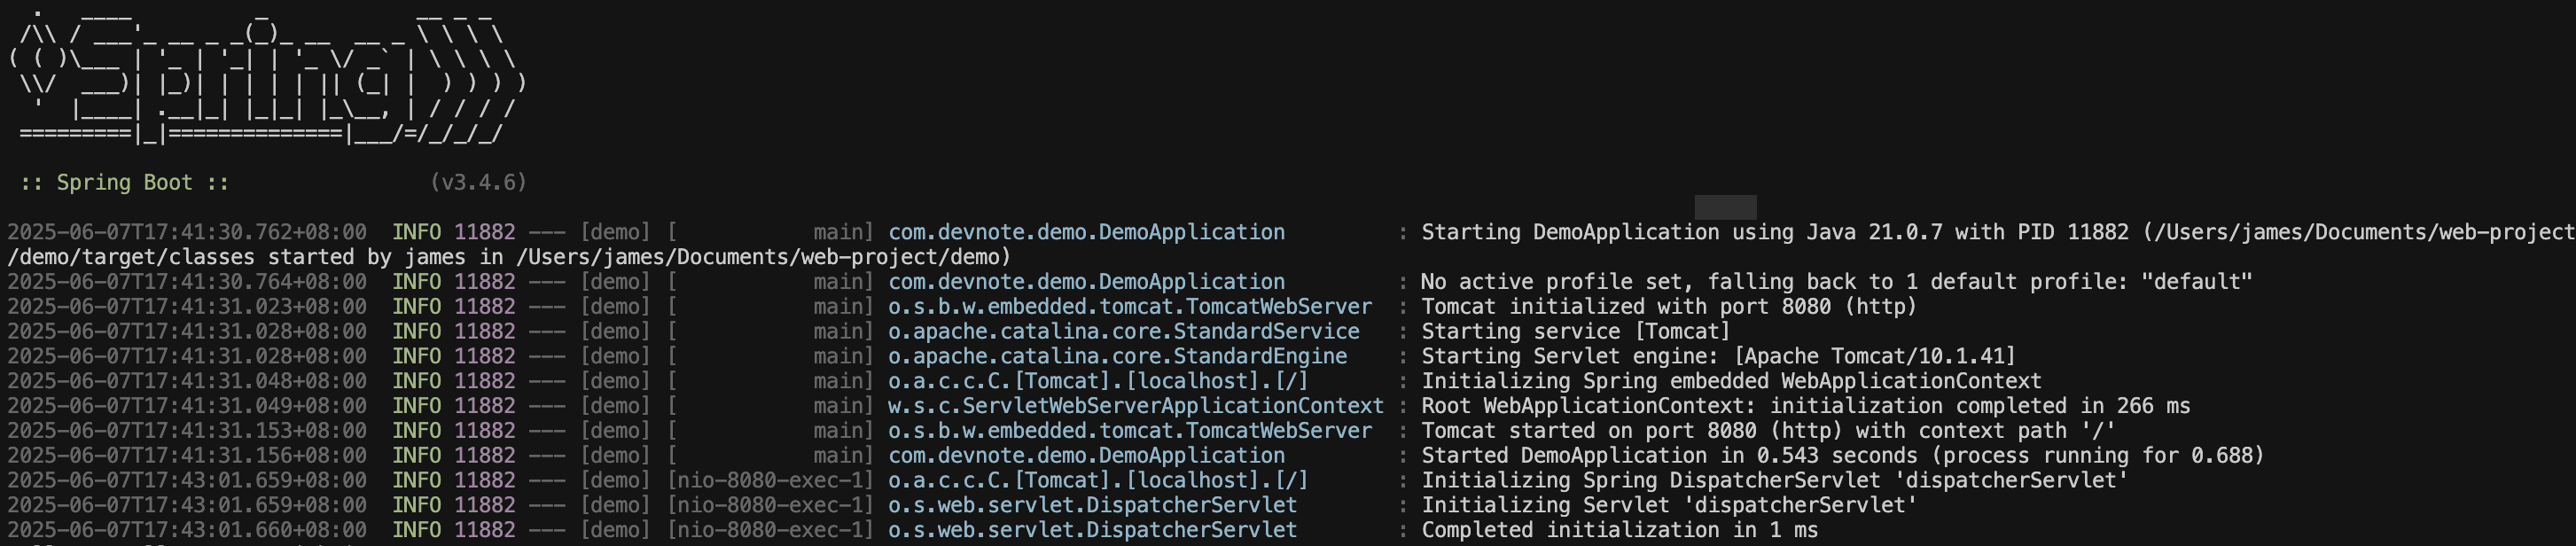 .   ____          _            __ _ _
 /\\ / ___'_ __ _ _(_)_ __  __ _ \ \ \ \
( ( )\___ | '_ | '_| | '_ \/ _` | \ \ \ \
 \\/  ___)| |_)| | | | | || (_| |  ) ) ) )
  '  |____| .__|_| |_|_| |_\__, | / / / /
 =========|_|==============|___/=/_/_/_/

 :: Spring Boot ::                (v3.4.6)

2025-06-07T17:41:30.762+08:00  INFO 11882 --- [demo] [           main] com.devnote.demo.DemoApplication         : Starting DemoApplication using Java 21.0.7 with PID 11882 (/Users/james/Documents/web-project
/demo/target/classes started by james in /Users/james/Documents/web-project/demo)
2025-06-07T17:41:30.764+08:00  INFO 11882 --- [demo] [           main] com.devnote.demo.DemoApplication         : No active profile set, falling back to 1 default profile: "default"
2025-06-07T17:41:31.023+08:00  INFO 11882 --- [demo] [           main] o.s.b.w.embedded.tomcat.TomcatWebServer  : Tomcat initialized with port 8080 (http)
2025-06-07T17:41:31.028+08:00  INFO 11882 --- [demo] [           main] o.apache.catalina.core.StandardService   : Starting service [Tomcat]
2025-06-07T17:41:31.028+08:00  INFO 11882 --- [demo] [           main] o.apache.catalina.core.StandardEngine    : Starting Servlet engine: [Apache Tomcat/10.1.41]
2025-06-07T17:41:31.048+08:00  INFO 11882 --- [demo] [           main] o.a.c.c.C.[Tomcat].[localhost].[/]       : Initializing Spring embedded WebApplicationContext
2025-06-07T17:41:31.049+08:00  INFO 11882 --- [demo] [           main] w.s.c.ServletWebServerApplicationContext : Root WebApplicationContext: initialization completed in 266 ms
2025-06-07T17:41:31.153+08:00  INFO 11882 --- [demo] [           main] o.s.b.w.embedded.tomcat.TomcatWebServer  : Tomcat started on port 8080 (http) with context path '/'
2025-06-07T17:41:31.156+08:00  INFO 11882 --- [demo] [           main] com.devnote.demo.DemoApplication         : Started DemoApplication in 0.543 seconds (process running for 0.688)
2025-06-07T17:43:01.659+08:00  INFO 11882 --- [demo] [nio-8080-exec-1] o.a.c.c.C.[Tomcat].[localhost].[/]       : Initializing Spring DispatcherServlet 'dispatcherServlet'
2025-06-07T17:43:01.659+08:00  INFO 11882 --- [demo] [nio-8080-exec-1] o.s.web.servlet.DispatcherServlet        : Initializing Servlet 'dispatcherServlet'
2025-06-07T17:43:01.660+08:00  INFO 11882 --- [demo] [nio-8080-exec-1] o.s.web.servlet.DispatcherServlet        : Completed initialization in 1 ms